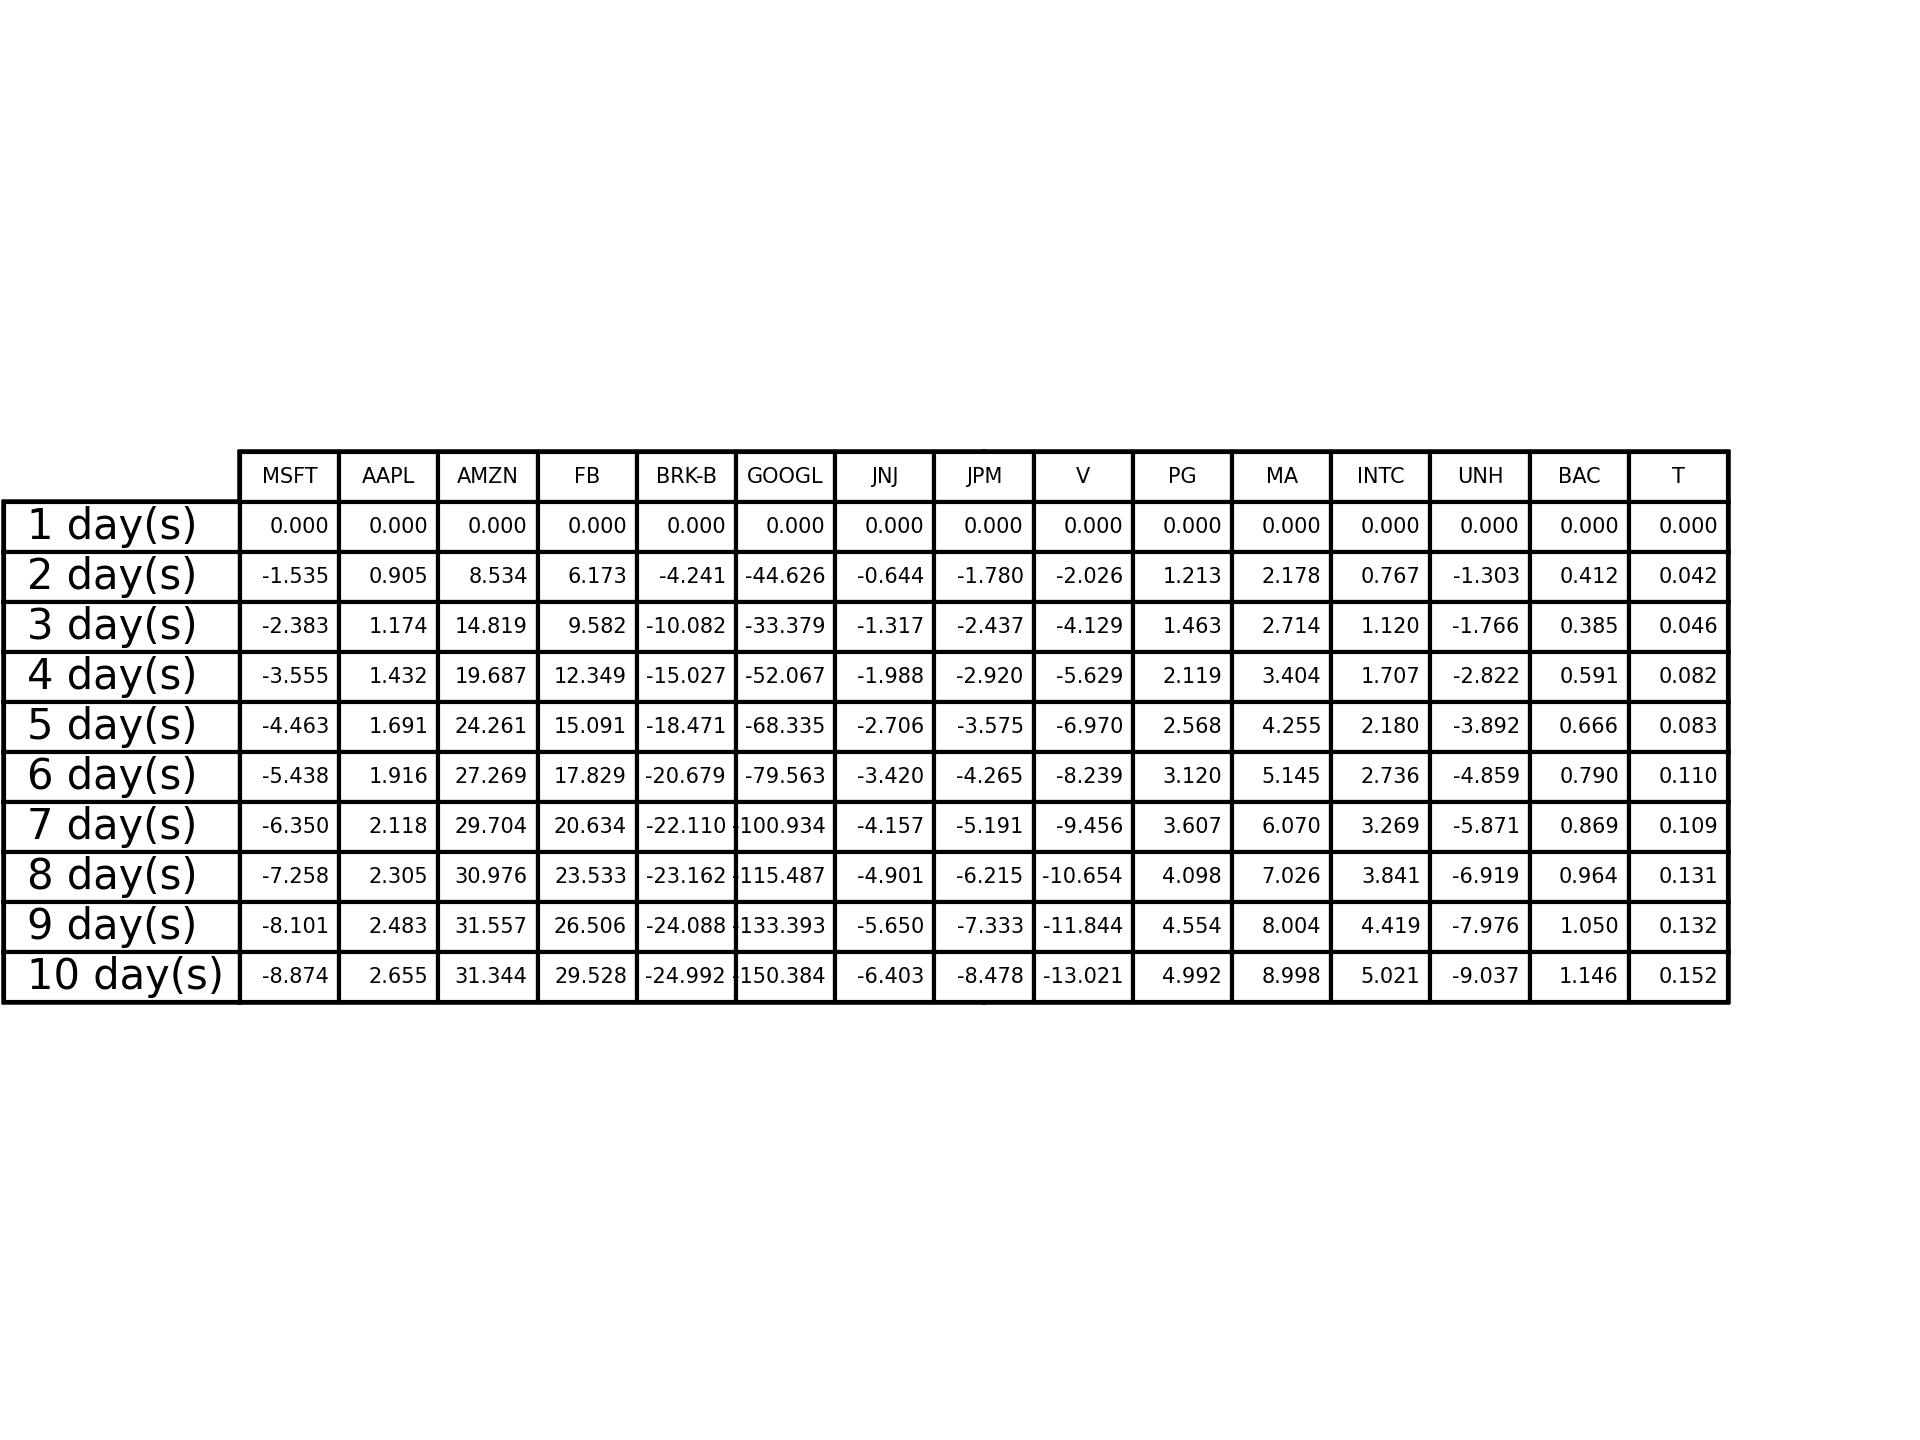 MSFT AAPL AMZN FB BRK-B GOOGL JNJ JPM V PG MA INTC UNH BAC T
1 day(s) 0.000 0.000 0.000 0.000 0.000 0.000 0.000 0.000 0.000 0.000 0.000 0.000 0.000 0.000 0.000
2 day(s) -1.535 0.905 8.534 6.173 -4.241 -44.626 -0.644 -1.780 -2.026 1.213 2.178 0.767 -1.303 0.412 0.042
3 day(s) -2.383 1.174 14.819 9.582 -10.082 -33.379 -1.317 -2.437 -4.129 1.463 2.714 1.120 -1.766 0.385 0.046
4 day(s) -3.555 1.432 19.687 12.349 -15.027 -52.067 -1.988 -2.920 -5.629 2.119 3.404 1.707 -2.822 0.591 0.082
5 day(s) -4.463 1.691 24.261 15.091 -18.471 -68.335 -2.706 -3.575 -6.970 2.568 4.255 2.180 -3.892 0.666 0.083
6 day(s) -5.438 1.916 27.269 17.829 -20.679 -79.563 -3.420 -4.265 -8.239 3.120 5.145 2.736 -4.859 0.790 0.110
7 day(s) -6.350 2.118 29.704 20.634 -22.110 -100.934 -4.157 -5.191 -9.456 3.607 6.070 3.269 -5.871 0.869 0.109
8 day(s) -7.258 2.305 30.976 23.533 -23.162 -115.487 -4.901 -6.215 -10.654 4.098 7.026 3.841 -6.919 0.964 0.131
9 day(s) -8.101 2.483 31.557 26.506 -24.088 -133.393 -5.650 -7.333 -11.844 4.554 8.004 4.419 -7.976 1.050 0.132
10 day(s) -8.874 2.655 31.344 29.528 -24.992 -150.384 -6.403 -8.478 -13.021 4.992 8.998 5.021 -9.037 1.146 0.152